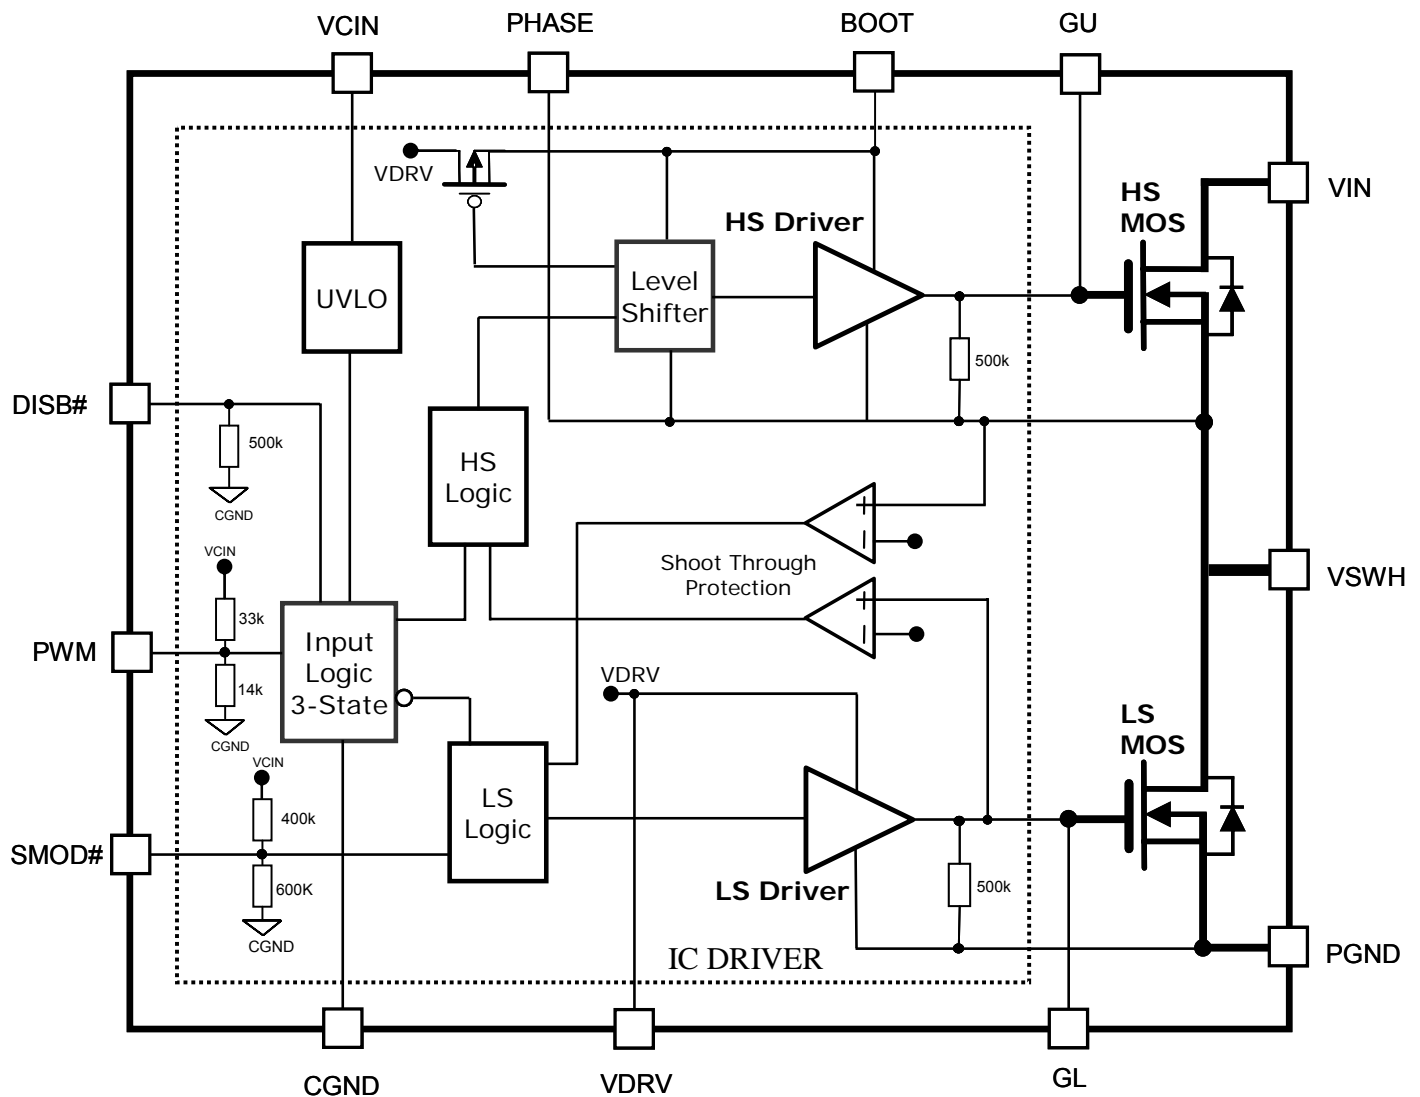 VCIN
PHASE
BOOT
GU
VDRV
HS
MOS
VIN
HS Driver
Level
Shifter
UVLO
500k
DISB#
500k
CGND
HS
Logic
VCIN
Shoot Through
Protection
VSWH
33k
PWM
Input
Logic
3-State
14k
CGND
VDRV
LS
MOS
VCIN
400k
LS
Logic
SMOD#
600K
CGND
LS Driver
500k
IC DRIVER
PGND
CGND
VDRV
GL